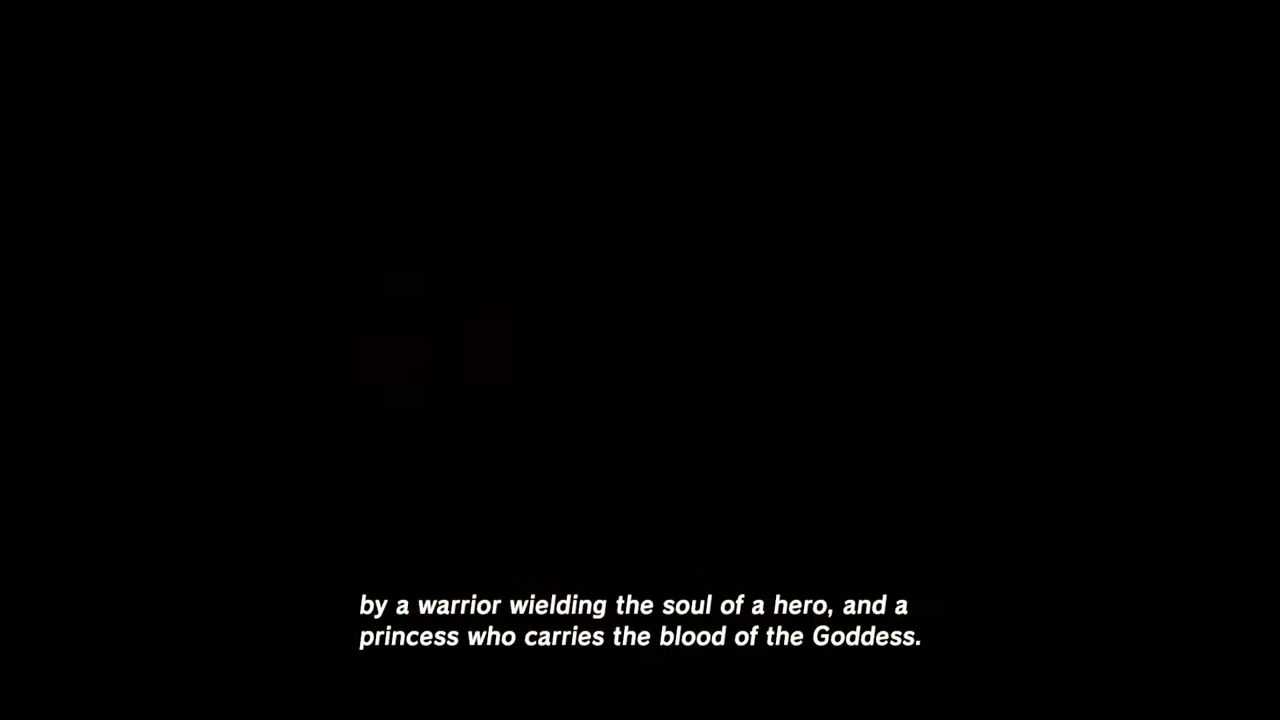 by a warrior wielding the soul of a hero, and a
princess who carries the blood of the Goddess.